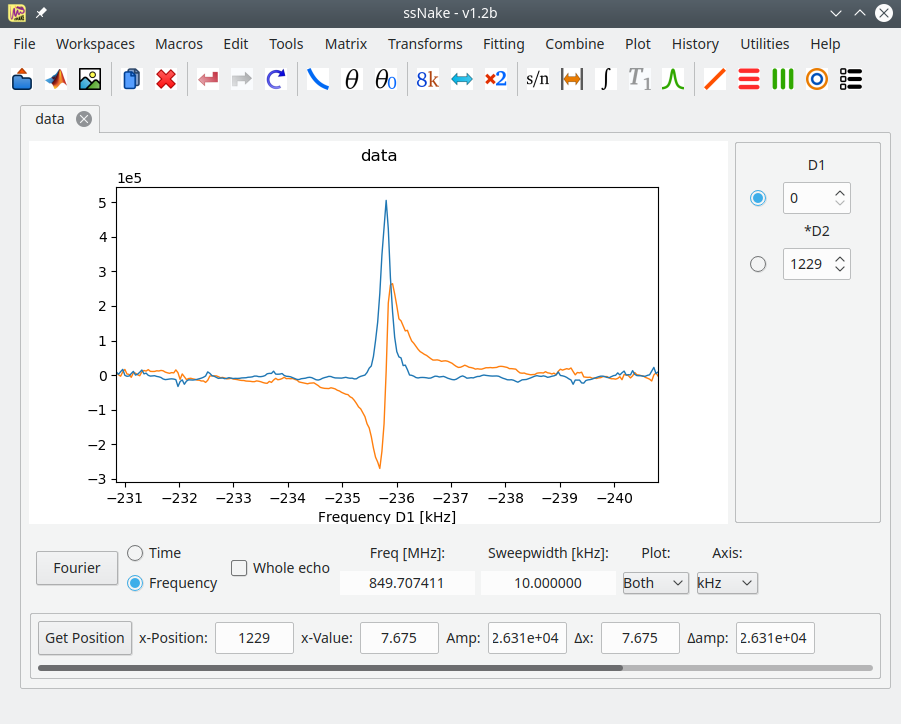 ssNake - v1.2b
File Workspaces Macros Edit Tools Matrix Transforms Fitting Combine Plot History Utilities Help
θ θ0 8k ×2 s/n ∫ T1
data
data
1e5
5
4
3
2
1
0
−1
−2
−3
−231 −232 −233 −234 −235 −236 −237 −238 −239 −240
Frequency D1 [kHz]
D1
0
*D2
1229
Fourier
Time
Frequency
Whole echo
Freq [MHz]: Sweepwidth [kHz]: Plot: Axis:
849.707411 10.000000 Both kHz
Get Position x-Position: 1229 x-Value: 7.675 Amp: 2.631e+04 Δx: 7.675 Δamp: 2.631e+04